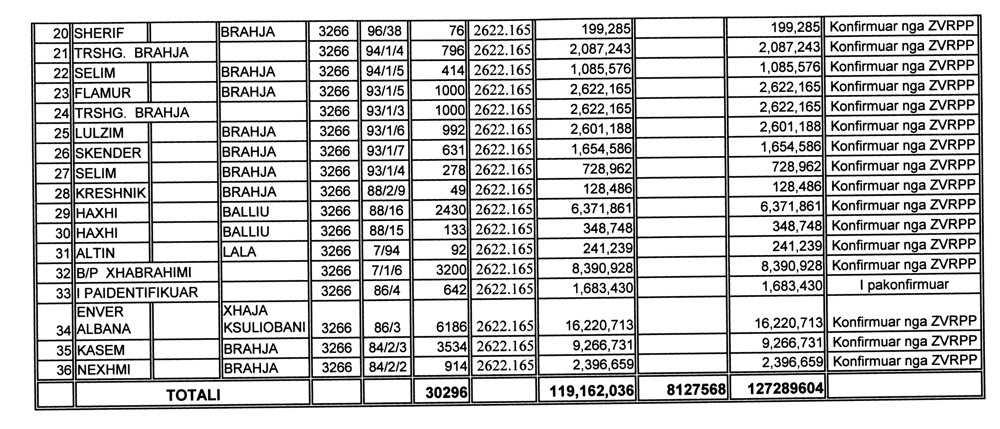 20 SHERIF BRAHJA 3266 96/38 76 2622.165 199,285 199,285 Konfirmuar nga ZVRPP
21 TRSHG. BRAHJA 3266 94/1/4 796 2622.165 2,087,243 2,087,243 Konfirmuar nga ZVRPP
22 SELIM BRAHJA 3266 94/1/5 414 2622.165 1,085,576 1,085,576 Konfirmuar nga ZVRPP
23 FLAMUR BRAHJA 3266 93/1/5 1000 2622.165 2,622,165 2,622,165 Konfirmuar nga ZVRPP
24 TRSHG. BRAHJA 3266 93/1/3 1000 2622.165 2,622,165 2,622,165 Konfirmuar nga ZVRPP
25 LULZIM BRAHJA 3266 93/1/6 992 2622.165 2,601,188 2,601,188 Konfirmuar nga ZVRPP
26 SKENDER BRAHJA 3266 93/1/7 631 2622.165 1,654,586 1,654,586 Konfirmuar nga ZVRPP
27 SELIM BRAHJA 3266 93/1/4 278 2622.165 728,962 728,962 Konfirmuar nga ZVRPP
28 KRESHNIK BRAHJA 3266 88/2/9 49 2622.165 128,486 128,486 Konfirmuar nga ZVRPP
29 HAXHI BALLIU 3266 88/16 2430 2622.165 6,371,861 6,371,861 Konfirmuar nga ZVRPP
30 HAXHI BALLIU 3266 88/15 133 2622.165 348,748 348,748 Konfirmuar nga ZVRPP
31 ALTIN LALA 3266 7/94 92 2622.165 241,239 241,239 Konfirmuar nga ZVRPP
32 B/P XHABRAHIMI 3266 7/1/6 3200 2622.165 8,390,928 8,390,928 Konfirmuar nga ZVRPP
33 I PAIDENTIFIKUAR 3266 86/4 642 2622.165 1,683,430 1,683,430 I pakonfirmuar
ENVER XHAJA
34 ALBANA KSULIOBANI 3266 86/3 6186 2622.165 16,220,713 16,220,713 Konfirmuar nga ZVRPP
35 KASEM BRAHJA 3266 84/2/3 3534 2622.165 9,266,731 9,266,731 Konfirmuar nga ZVRPP
36 NEXHMI BRAHJA 3266 84/2/2 914 2622.165 2,396,659 2,396,659 Konfirmuar nga ZVRPP
TOTALI 30296 119,162,036 8127568 127289604